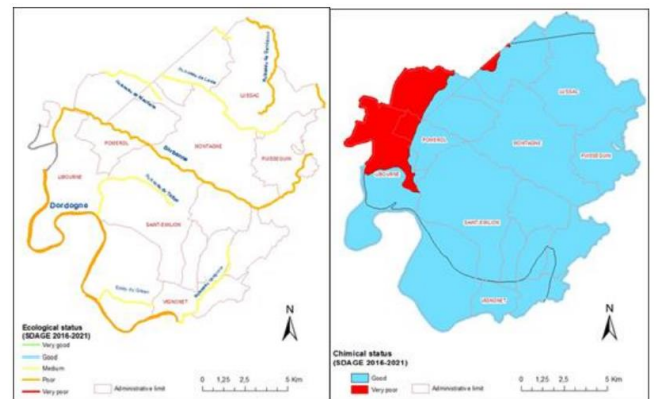 LUSSAC
POMEROL
MONTAGNE
Barbanne
PUISSEGUIN
LIBOURNE
Dordogne
SAINT-EMILION
VIGNONET
N
Ecological status
(SDAGE 2016-2021)
Very good
Good
Medium
Poor
Very poor
Administrative limit
0 1,25 2,5 5 Km
LUSSAC
POMEROL
MONTAGNE
PUISSEGUIN
LIBOURNE
SAINT-EMILION
VIGNONET
N
Chimical status
(SDAGE 2016-2021)
Good
Very poor
Administrative limit
0 1,25 2,5 5 Km